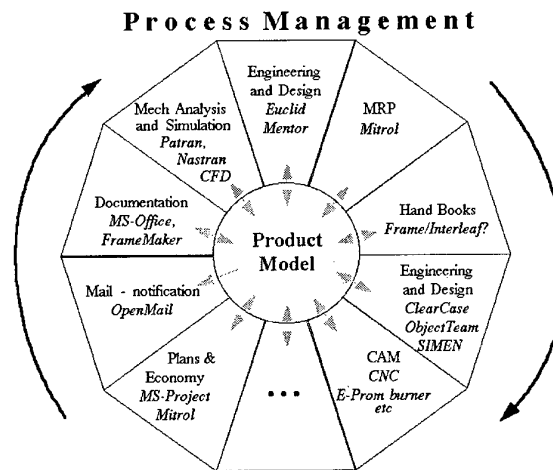 Process Management
Engineering
and Design
Euclid
Mentor
MRP
Mitrol
Hand Books
Frame/Interleaf?
Engineering
and Design
ClearCase
ObjectTeam
SIMEN
CAM
CNC
E-Prom burner
etc
...
Plans &
Economy
MS-Project
Mitrol
Mail - notification
OpenMail
Documentation
MS-Office,
FrameMaker
Mech Analysis
and Simulation
Patran,
Nastran
CFD
Product
Model